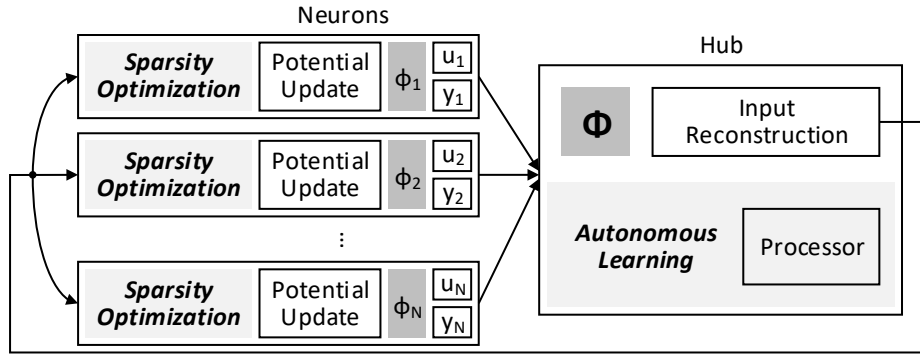 Neurons
Sparsity
Optimization
Potential
Update
ϕ1
u1
y1
Sparsity
Optimization
Potential
Update
ϕ2
u2
y2
...
Sparsity
Optimization
Potential
Update
ϕN
uN
yN
Hub
Φ
Input
Reconstruction
Autonomous
Learning
Processor